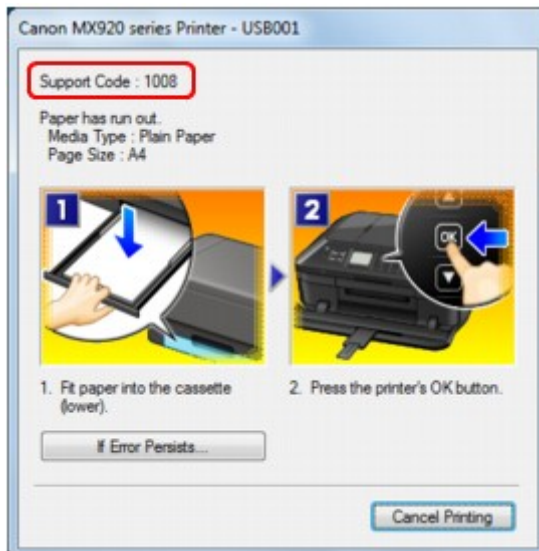 Canon MX920 series Printer - USB001
Support Code : 1008
Paper has run out.
Media Type : Plain Paper
Page Size : A4
1
2
OK
1. Fit paper into the cassette
(lower).
2. Press the printer's OK button.
If Error Persists...
Cancel Printing